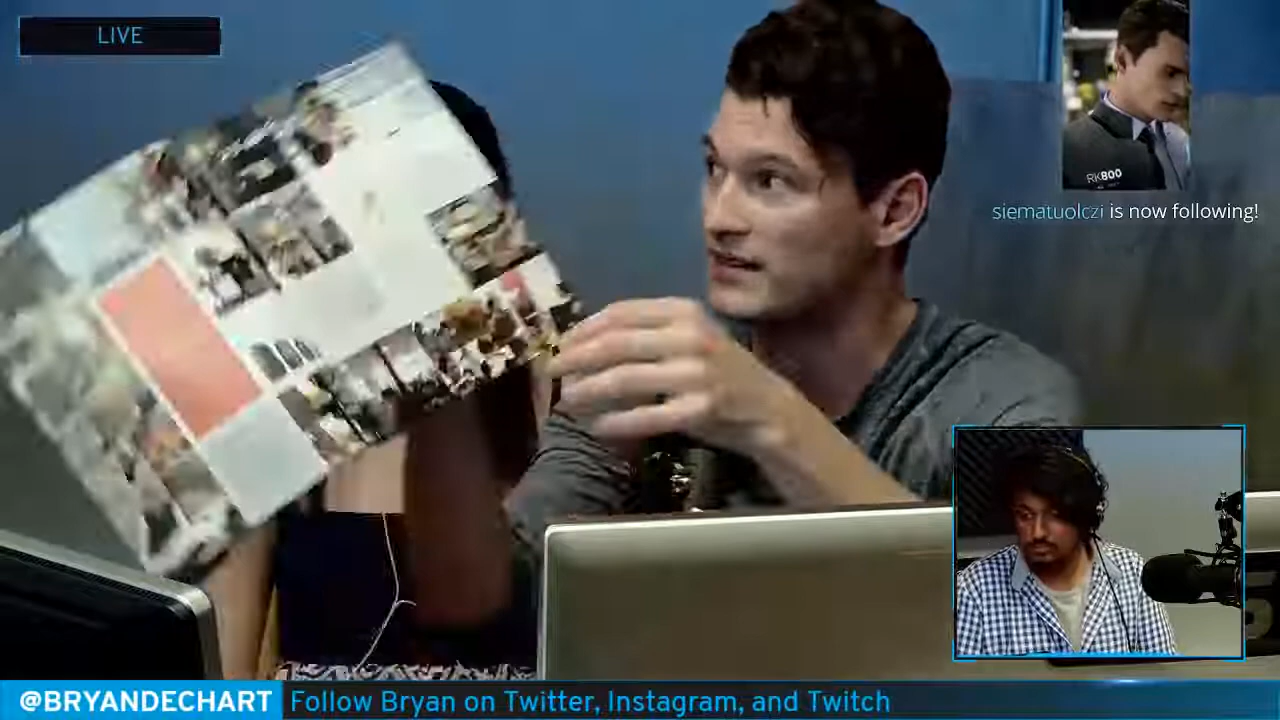 LIVE
RK800
siematuolczi is now following!
@BRYANDECHART
Follow Bryan on Twitter, Instagram, and Twitch